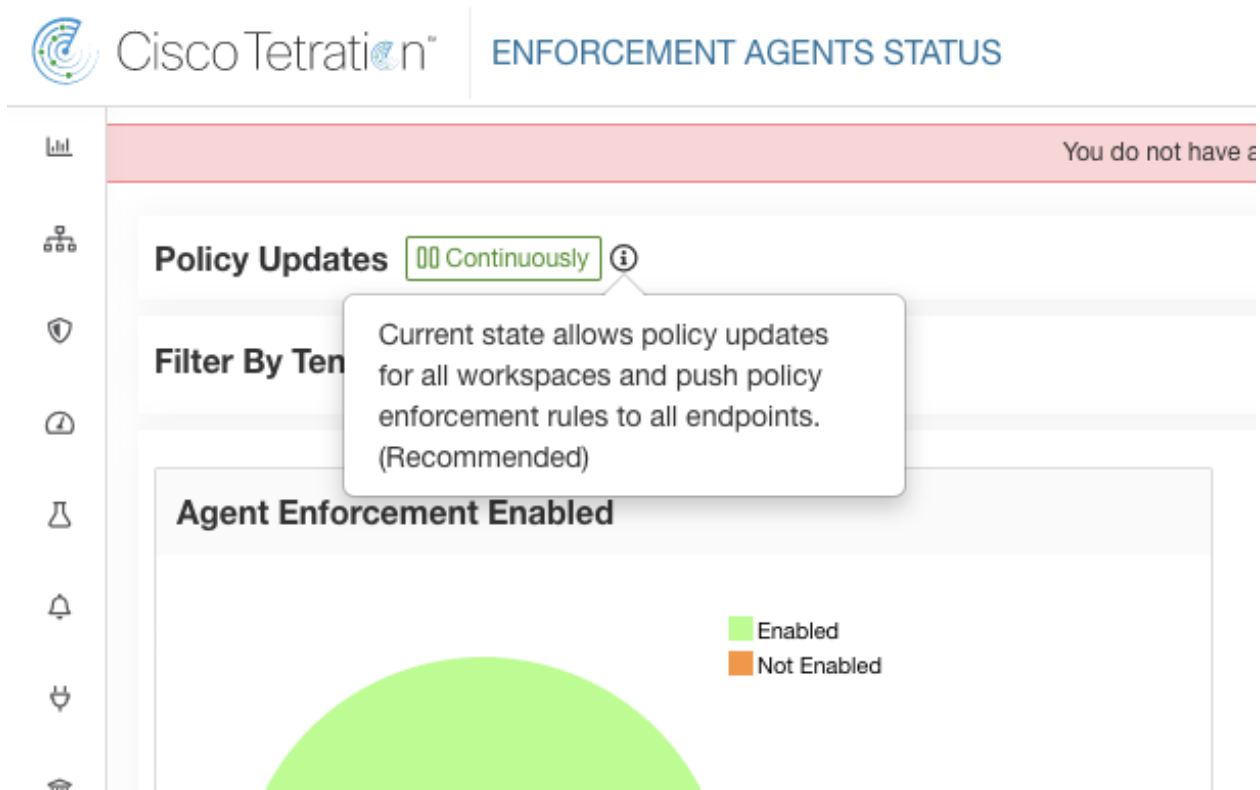 Cisco Tetration™
ENFORCEMENT AGENTS STATUS
You do not have
Policy Updates
Continuously
Current state allows policy updates
for all workspaces and push policy
enforcement rules to all endpoints.
(Recommended)
Filter By Ten
Agent Enforcement Enabled
Enabled
Not Enabled